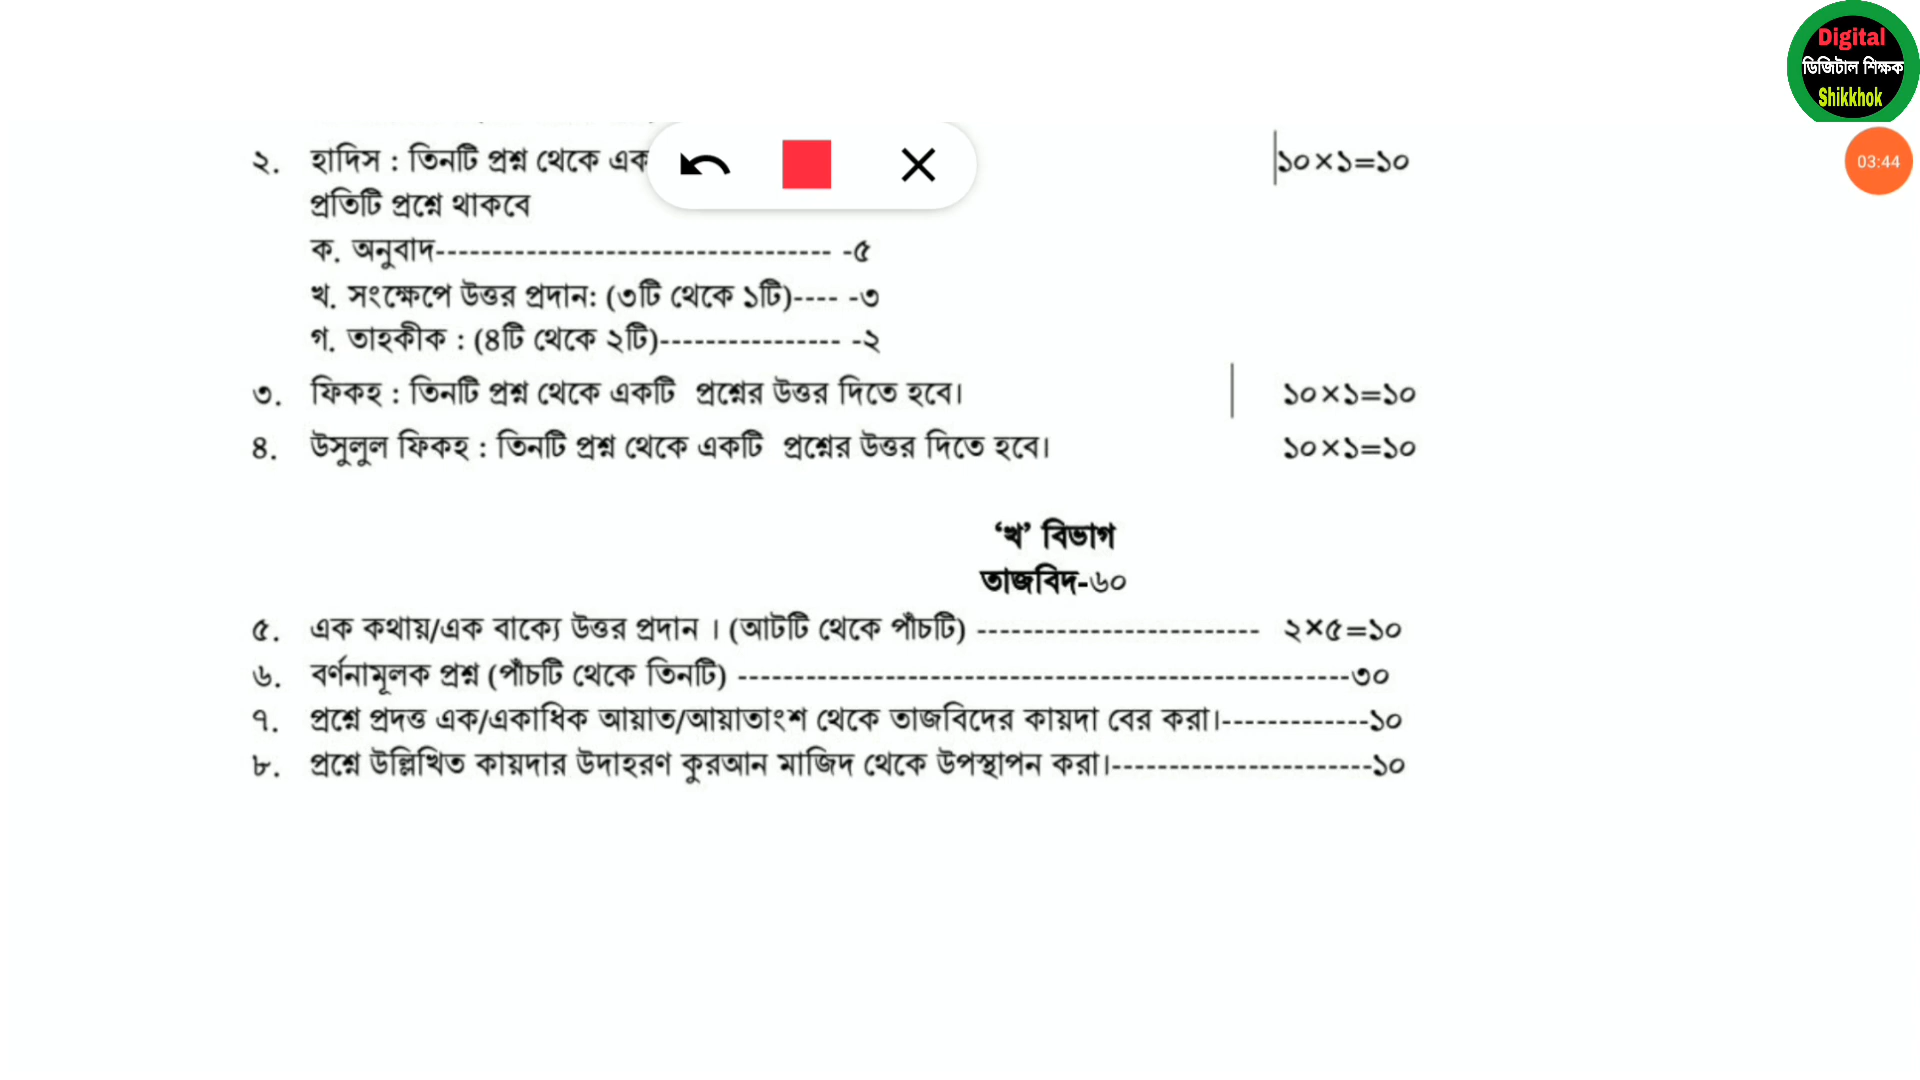 Digital
ডিজিটাল শিক্ষক
Shikkhok
03:44
২. হাদিস : তিনটি প্রশ্ন থেকে এক ১০×১=১০
প্রতিটি প্রশ্নে থাকবে
ক. অনুবাদ---------------------------------- -৫
খ. সংক্ষেপে উত্তর প্রদান: (৩টি থেকে ১টি)---- -৩
গ. তাহকীক : (৪টি থেকে ২টি)---------------- -২
৩. ফিকহ : তিনটি প্রশ্ন থেকে একটি প্রশ্নের উত্তর দিতে হবে। ১০×১=১০
৪. উসুলুল ফিকহ : তিনটি প্রশ্ন থেকে একটি প্রশ্নের উত্তর দিতে হবে। ১০×১=১০
‘খ’ বিভাগ
তাজবিদ-৬০
৫. এক কথায়/এক বাক্যে উত্তর প্রদান । (আটটি থেকে পাঁচটি) ------------------------- ২×৫=১০
৬. বর্ণনামূলক প্রশ্ন (পাঁচটি থেকে তিনটি) ------------------------------------------------------৩০
৭. প্রশ্নে প্রদত্ত এক/একাধিক আয়াত/আয়াতাংশ থেকে তাজবিদের কায়দা বের করা।-------------১০
৮. প্রশ্নে উল্লিখিত কায়দার উদাহরণ কুরআন মাজিদ থেকে উপস্থাপন করা।-----------------------১০